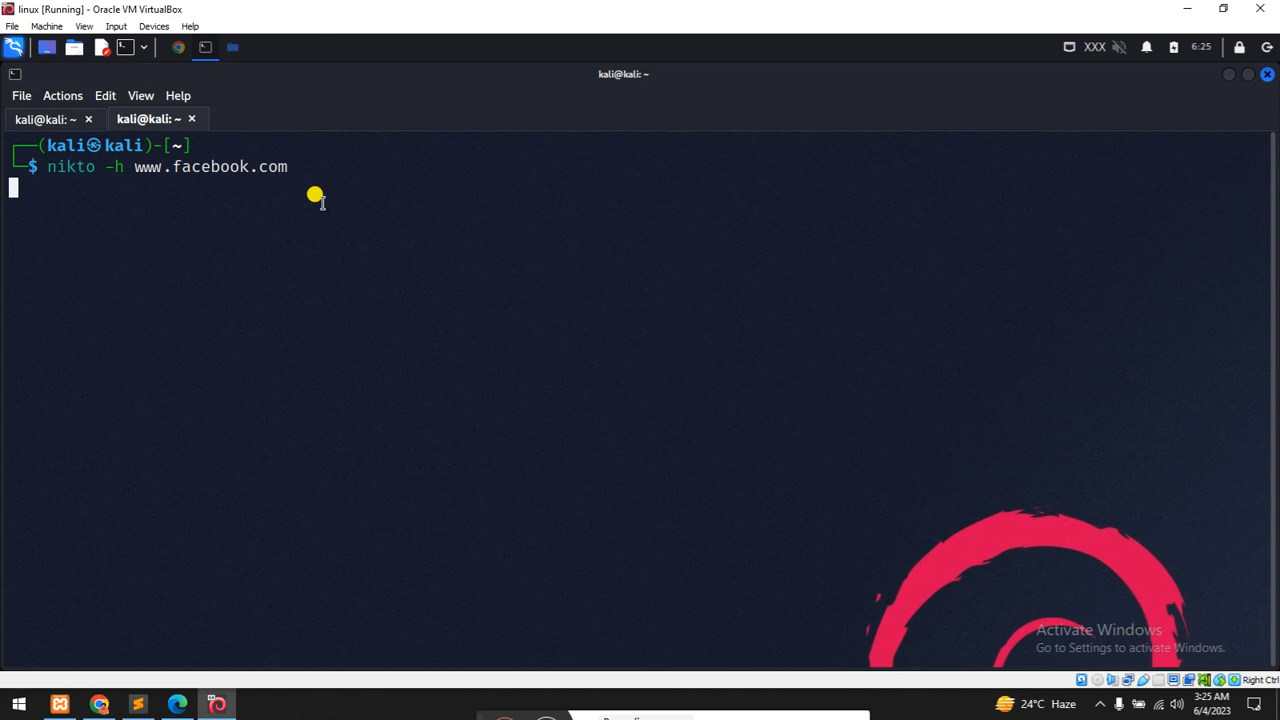 linux [Running] - Oracle VM VirtualBox
File Machine View Input Devices Help
XXX 6:25
kali@kali: ~
File Actions Edit View Help
kali@kali: ~ × kali@kali: ~ ×
(kali㉿kali)-[~]
$ nikto -h www.facebook.com
Activate Windows
Go to Settings to activate Windows.
Right Ctrl
24°C Haze
3:25 AM
6/4/2023